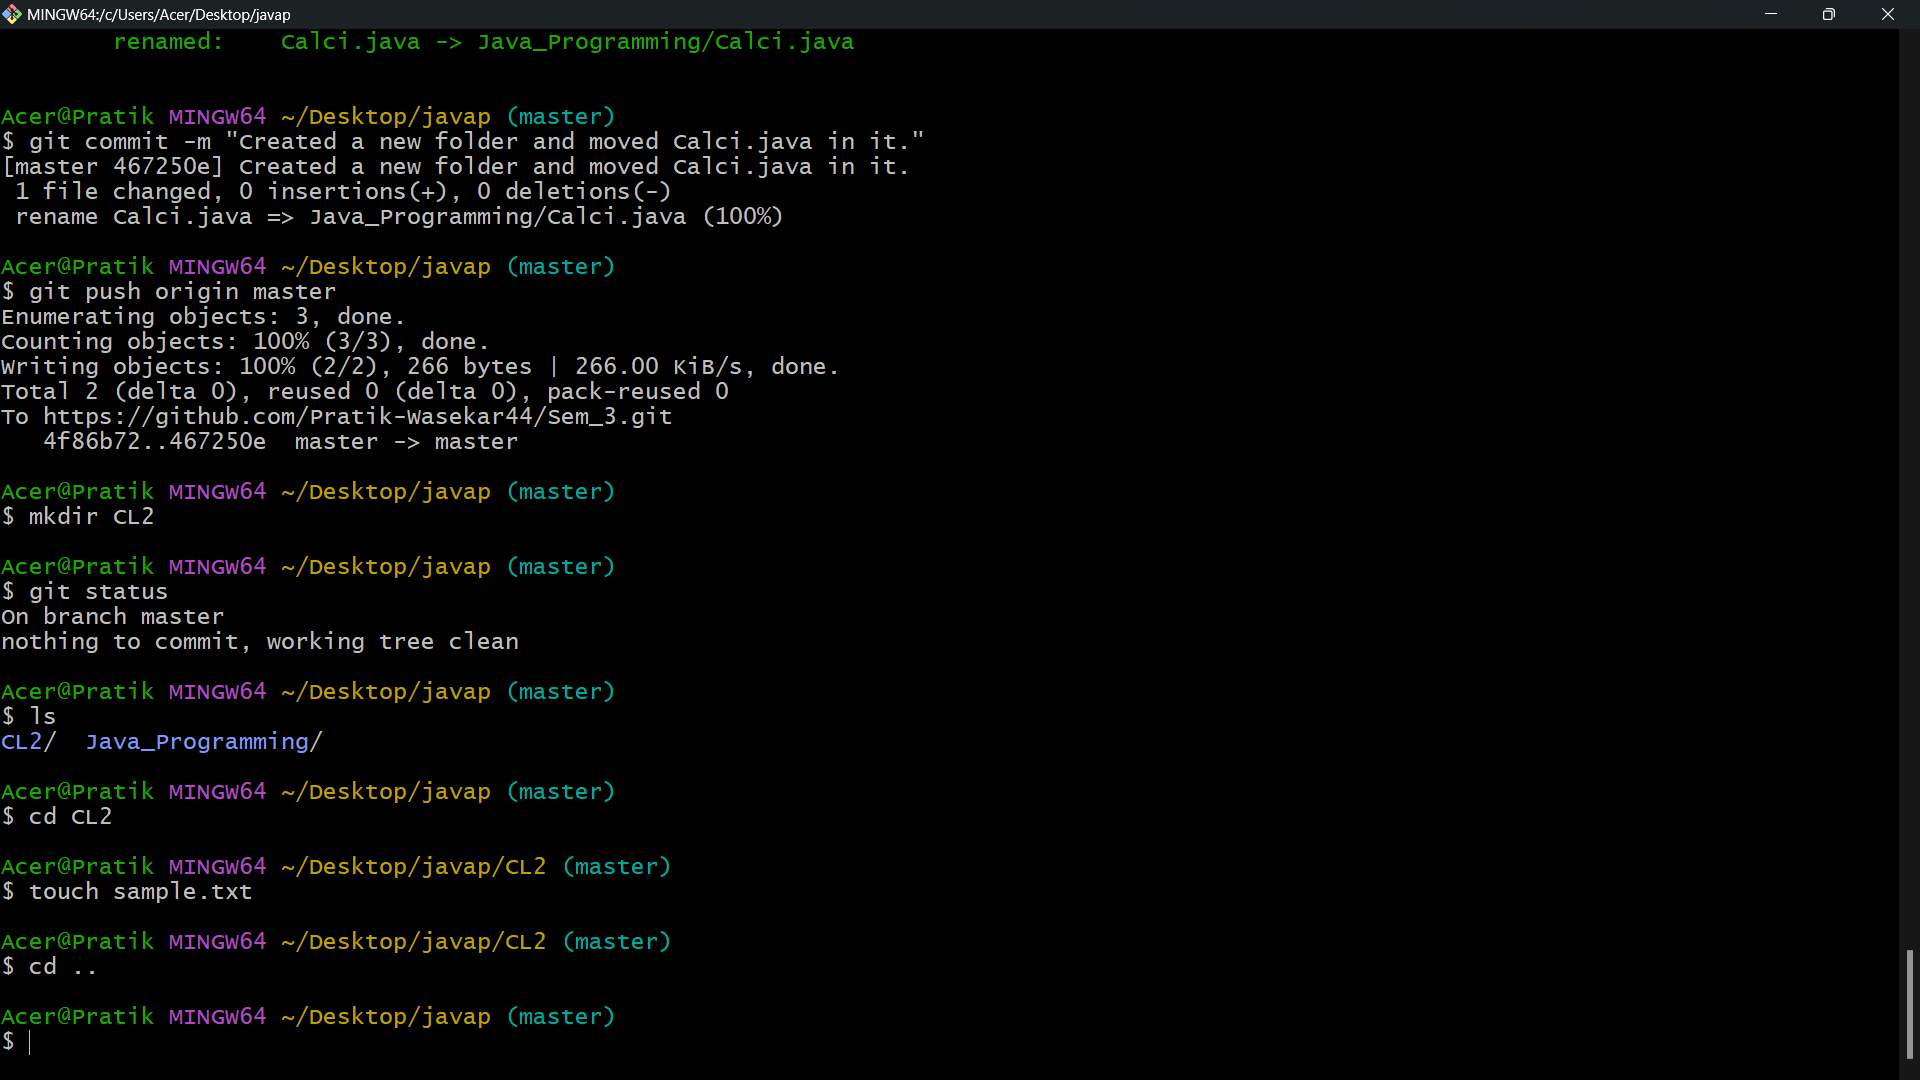 MINGW64:/c/Users/Acer/Desktop/javap
renamed:    Calci.java -> Java_Programming/Calci.java
Acer@Pratik MINGW64 ~/Desktop/javap (master)
$ git commit -m "Created a new folder and moved Calci.java in it."
[master 467250e] Created a new folder and moved Calci.java in it.
 1 file changed, 0 insertions(+), 0 deletions(-)
 rename Calci.java => Java_Programming/Calci.java (100%)
Acer@Pratik MINGW64 ~/Desktop/javap (master)
$ git push origin master
Enumerating objects: 3, done.
Counting objects: 100% (3/3), done.
Writing objects: 100% (2/2), 266 bytes | 266.00 KiB/s, done.
Total 2 (delta 0), reused 0 (delta 0), pack-reused 0
To https://github.com/Pratik-Wasekar44/Sem_3.git
   4f86b72..467250e  master -> master
Acer@Pratik MINGW64 ~/Desktop/javap (master)
$ mkdir CL2
Acer@Pratik MINGW64 ~/Desktop/javap (master)
$ git status
On branch master
nothing to commit, working tree clean
Acer@Pratik MINGW64 ~/Desktop/javap (master)
$ ls
CL2/  Java_Programming/
Acer@Pratik MINGW64 ~/Desktop/javap (master)
$ cd CL2
Acer@Pratik MINGW64 ~/Desktop/javap/CL2 (master)
$ touch sample.txt
Acer@Pratik MINGW64 ~/Desktop/javap/CL2 (master)
$ cd ..
Acer@Pratik MINGW64 ~/Desktop/javap (master)
$